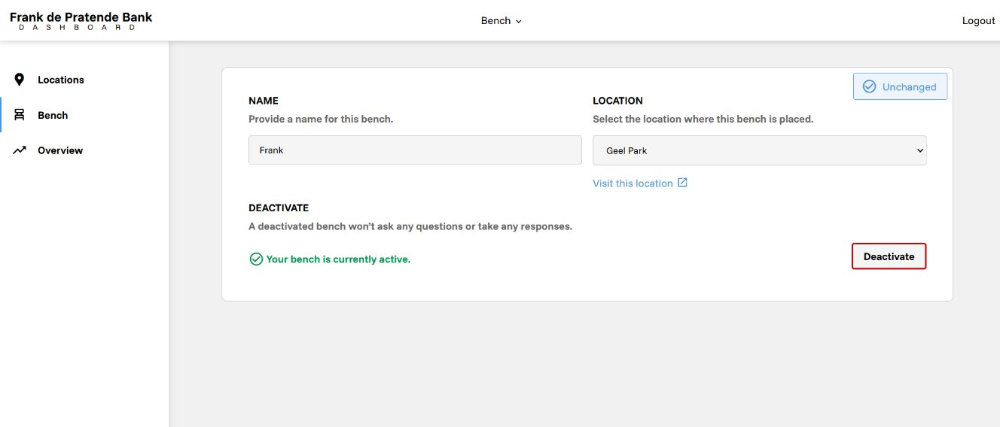 Frank de Pratende Bank
DASHBOARD
Bench
Logout
Locations
Bench
Overview
Unchanged
NAME
Provide a name for this bench.
Frank
LOCATION
Select the location where this bench is placed.
Geel Park
Visit this location
DEACTIVATE
A deactivated bench won't ask any questions or take any responses.
Your bench is currently active.
Deactivate